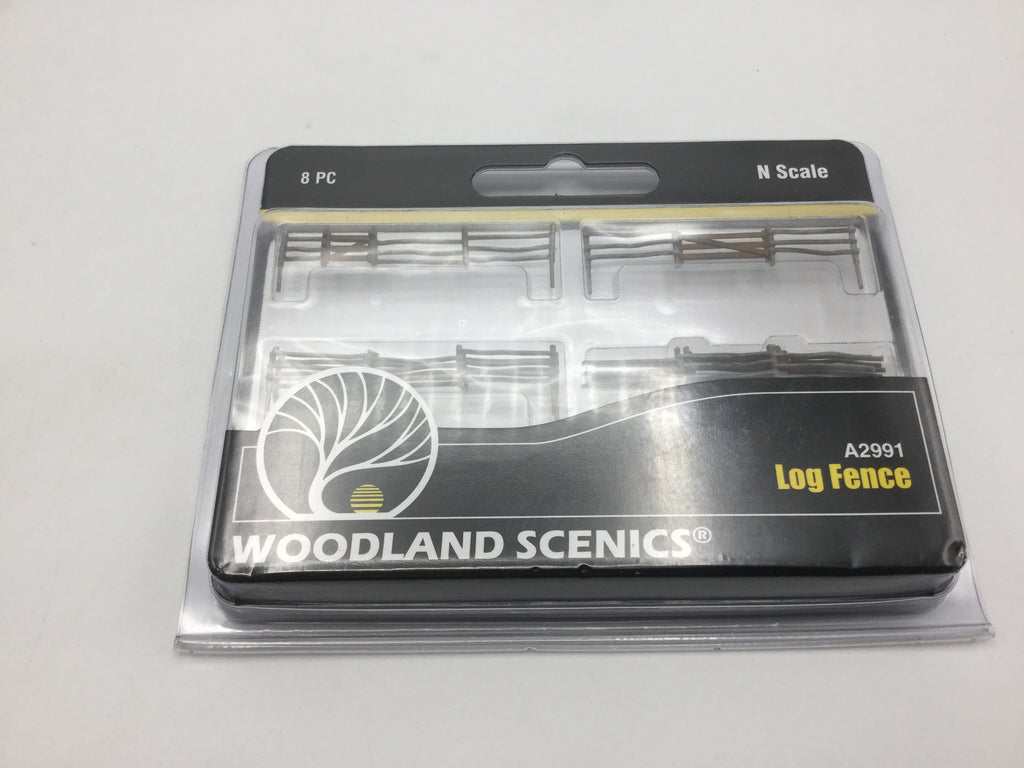 8 PC
N Scale
A2991
Log Fence
WOODLAND SCENICS®